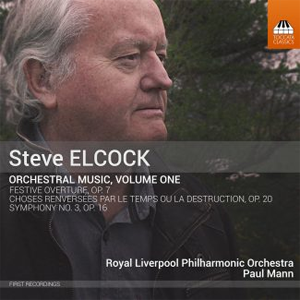 TOCCATA
CLASSICS
Steve ELCOCK
ORCHESTRAL MUSIC, VOLUME ONE
FESTIVE OVERTURE, OP. 7
CHOSES RENVERSÉES PAR LE TEMPS OU LA DESTRUCTION, OP. 20
SYMPHONY NO. 3, OP. 16
Royal Liverpool Philharmonic Orchestra
Paul Mann
FIRST RECORDINGS